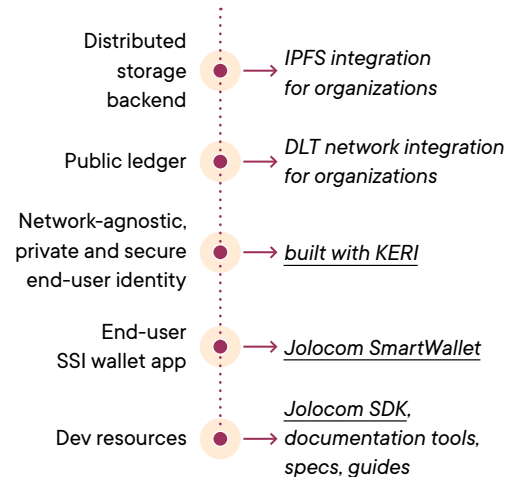 Distributed
storage
backend
IPFS integration
for organizations
Public ledger
DLT network integration
for organizations
Network-agnostic,
private and secure
end-user identity
built with KERI
End-user
SSI wallet app
Jolocom SmartWallet
Dev resources
Jolocom SDK,
documentation tools,
specs, guides